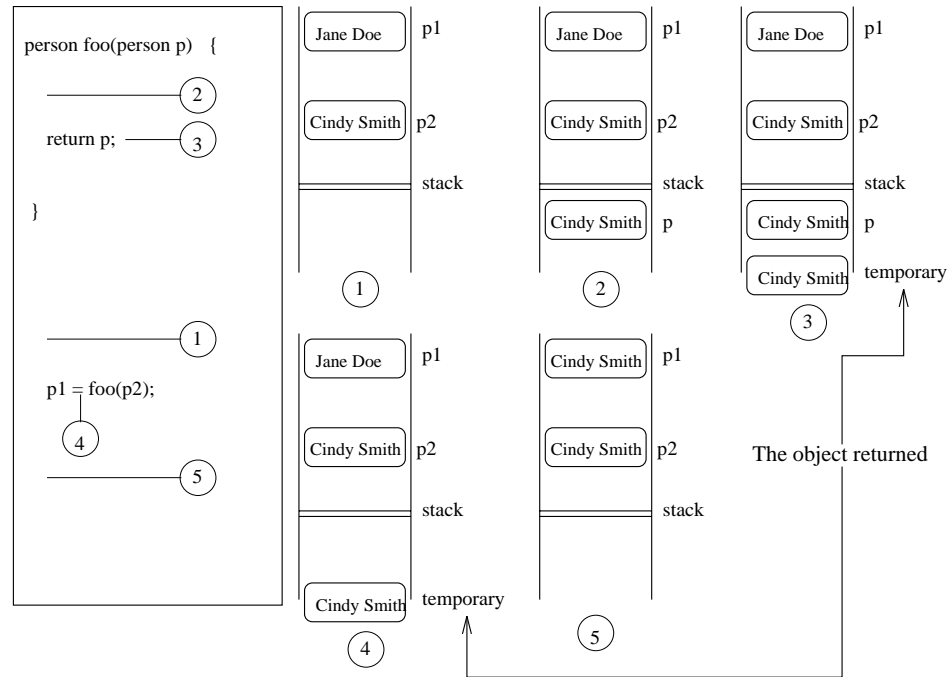 person foo(person p) {
2
return p;
3
}
1
p1 = foo(p2);
4
5
Jane Doe p1
Cindy Smith p2
stack
1
Jane Doe p1
Cindy Smith p2
stack
Cindy Smith p
2
Jane Doe p1
Cindy Smith p2
stack
Cindy Smith p
Cindy Smith temporary
3
Jane Doe p1
Cindy Smith p2
stack
Cindy Smith temporary
4
Cindy Smith p1
Cindy Smith p2
stack
5
The object returned